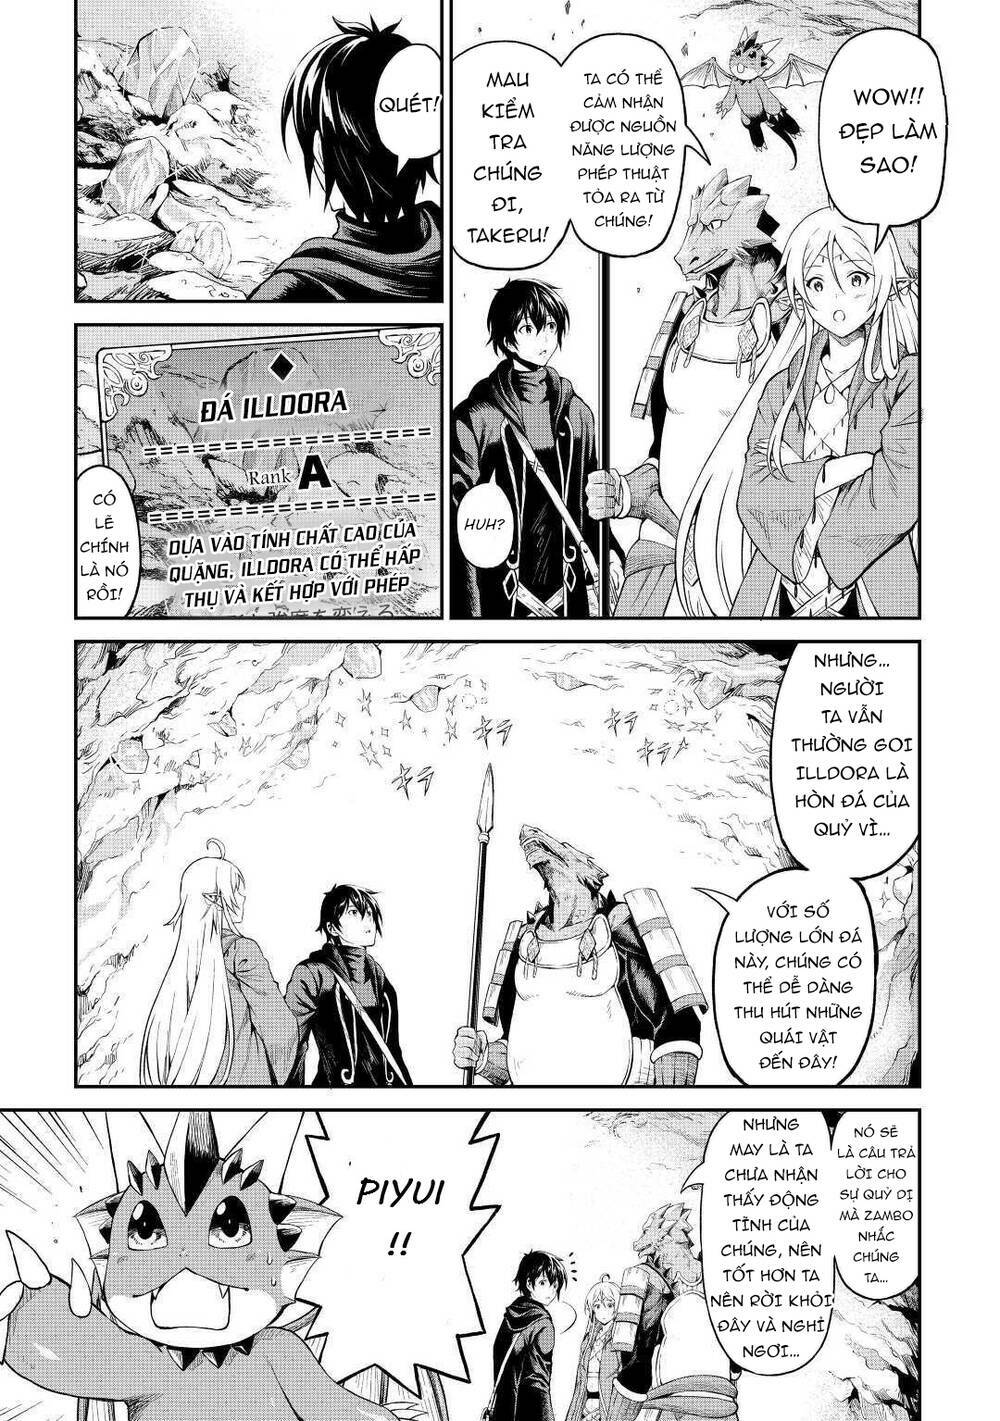 WOW!!
ĐẸP LÀM
SAO!
TA CÓ THỂ
CẢM NHẬN
ĐƯỢC NGUỒN
NĂNG LƯỢNG
PHÉP THUẬT
TỎA RA TỪ
CHÚNG!
MAU
KIỂM
TRA
CHÚNG
ĐI,
TAKERU!
HUH?
QUÉT!
ĐÁ ILLDORA
Rank A
DỰA VÀO TÍNH CHẤT CAO CỦA
QUẶNG, ILLDORA CÓ THỂ HẤP
THỤ VÀ KẾT HỢP VỚI PHÉP
CÓ
LẼ
CHÍNH
LÀ NÓ
RỒI!
NHƯNG...
NGƯỜI
TA VẪN
THƯỜNG GOI
ILLDORA LÀ
HÒN ĐÁ CỦA
QUỶ VÌ...
VỚI SỐ
LƯỢNG LỚN ĐÁ
NÀY, CHÚNG CÓ
THỂ DỄ DÀNG
THU HÚT NHỮNG
QUÁI VẬT
ĐẾN ĐÂY!
キラ
キラ
NÓ SẼ
LÀ CÂU TRẢ
LỜI CHO
SỰ QUỶ DỊ
MÀ ZAMBO
NHẮC
CHÚNG
TA...
NHƯNG
MAY LÀ TA
CHƯA NHẬN
THẤY ĐỘNG
TĨNH CỦA
CHÚNG, NÊN
TỐT HƠN TA
NÊN RỜI KHỎI
ĐÂY VÀ NGHỈ
NGƠI...
PIYUI
!!